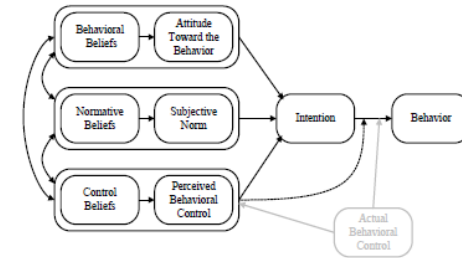 Behavioral
Beliefs
Attitude
Toward the
Behavior
Normative
Beliefs
Subjective
Norm
Intention
Behavior
Control
Beliefs
Perceived
Behavioral
Control
Actual
Behavioral
Control